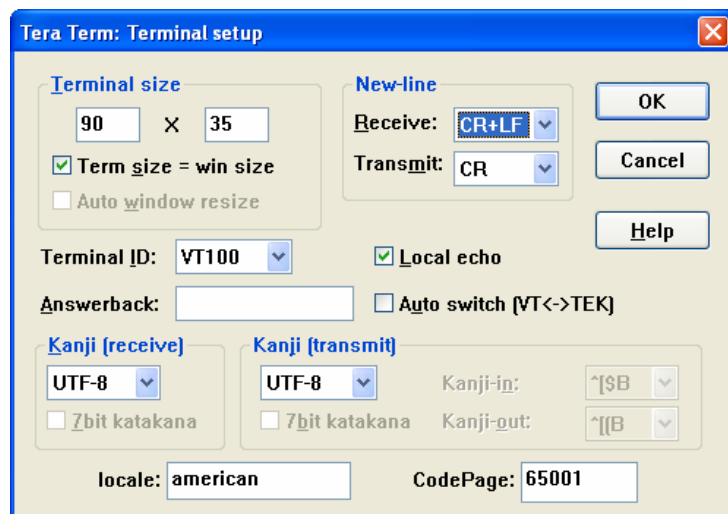 Tera Term: Terminal setup
Terminal size
90 X 35
Term size = win size
Auto window resize
New-line
Receive: CR+LF
Transmit: CR
OK
Cancel
Help
Terminal ID: VT100
Local echo
Answerback:
Auto switch (VT<->TEK)
Kanji (receive)
UTF-8
7bit katakana
Kanji (transmit)
UTF-8
7bit katakana
Kanji-in: ^[$B
Kanji-out: ^[(B
locale: american
CodePage: 65001